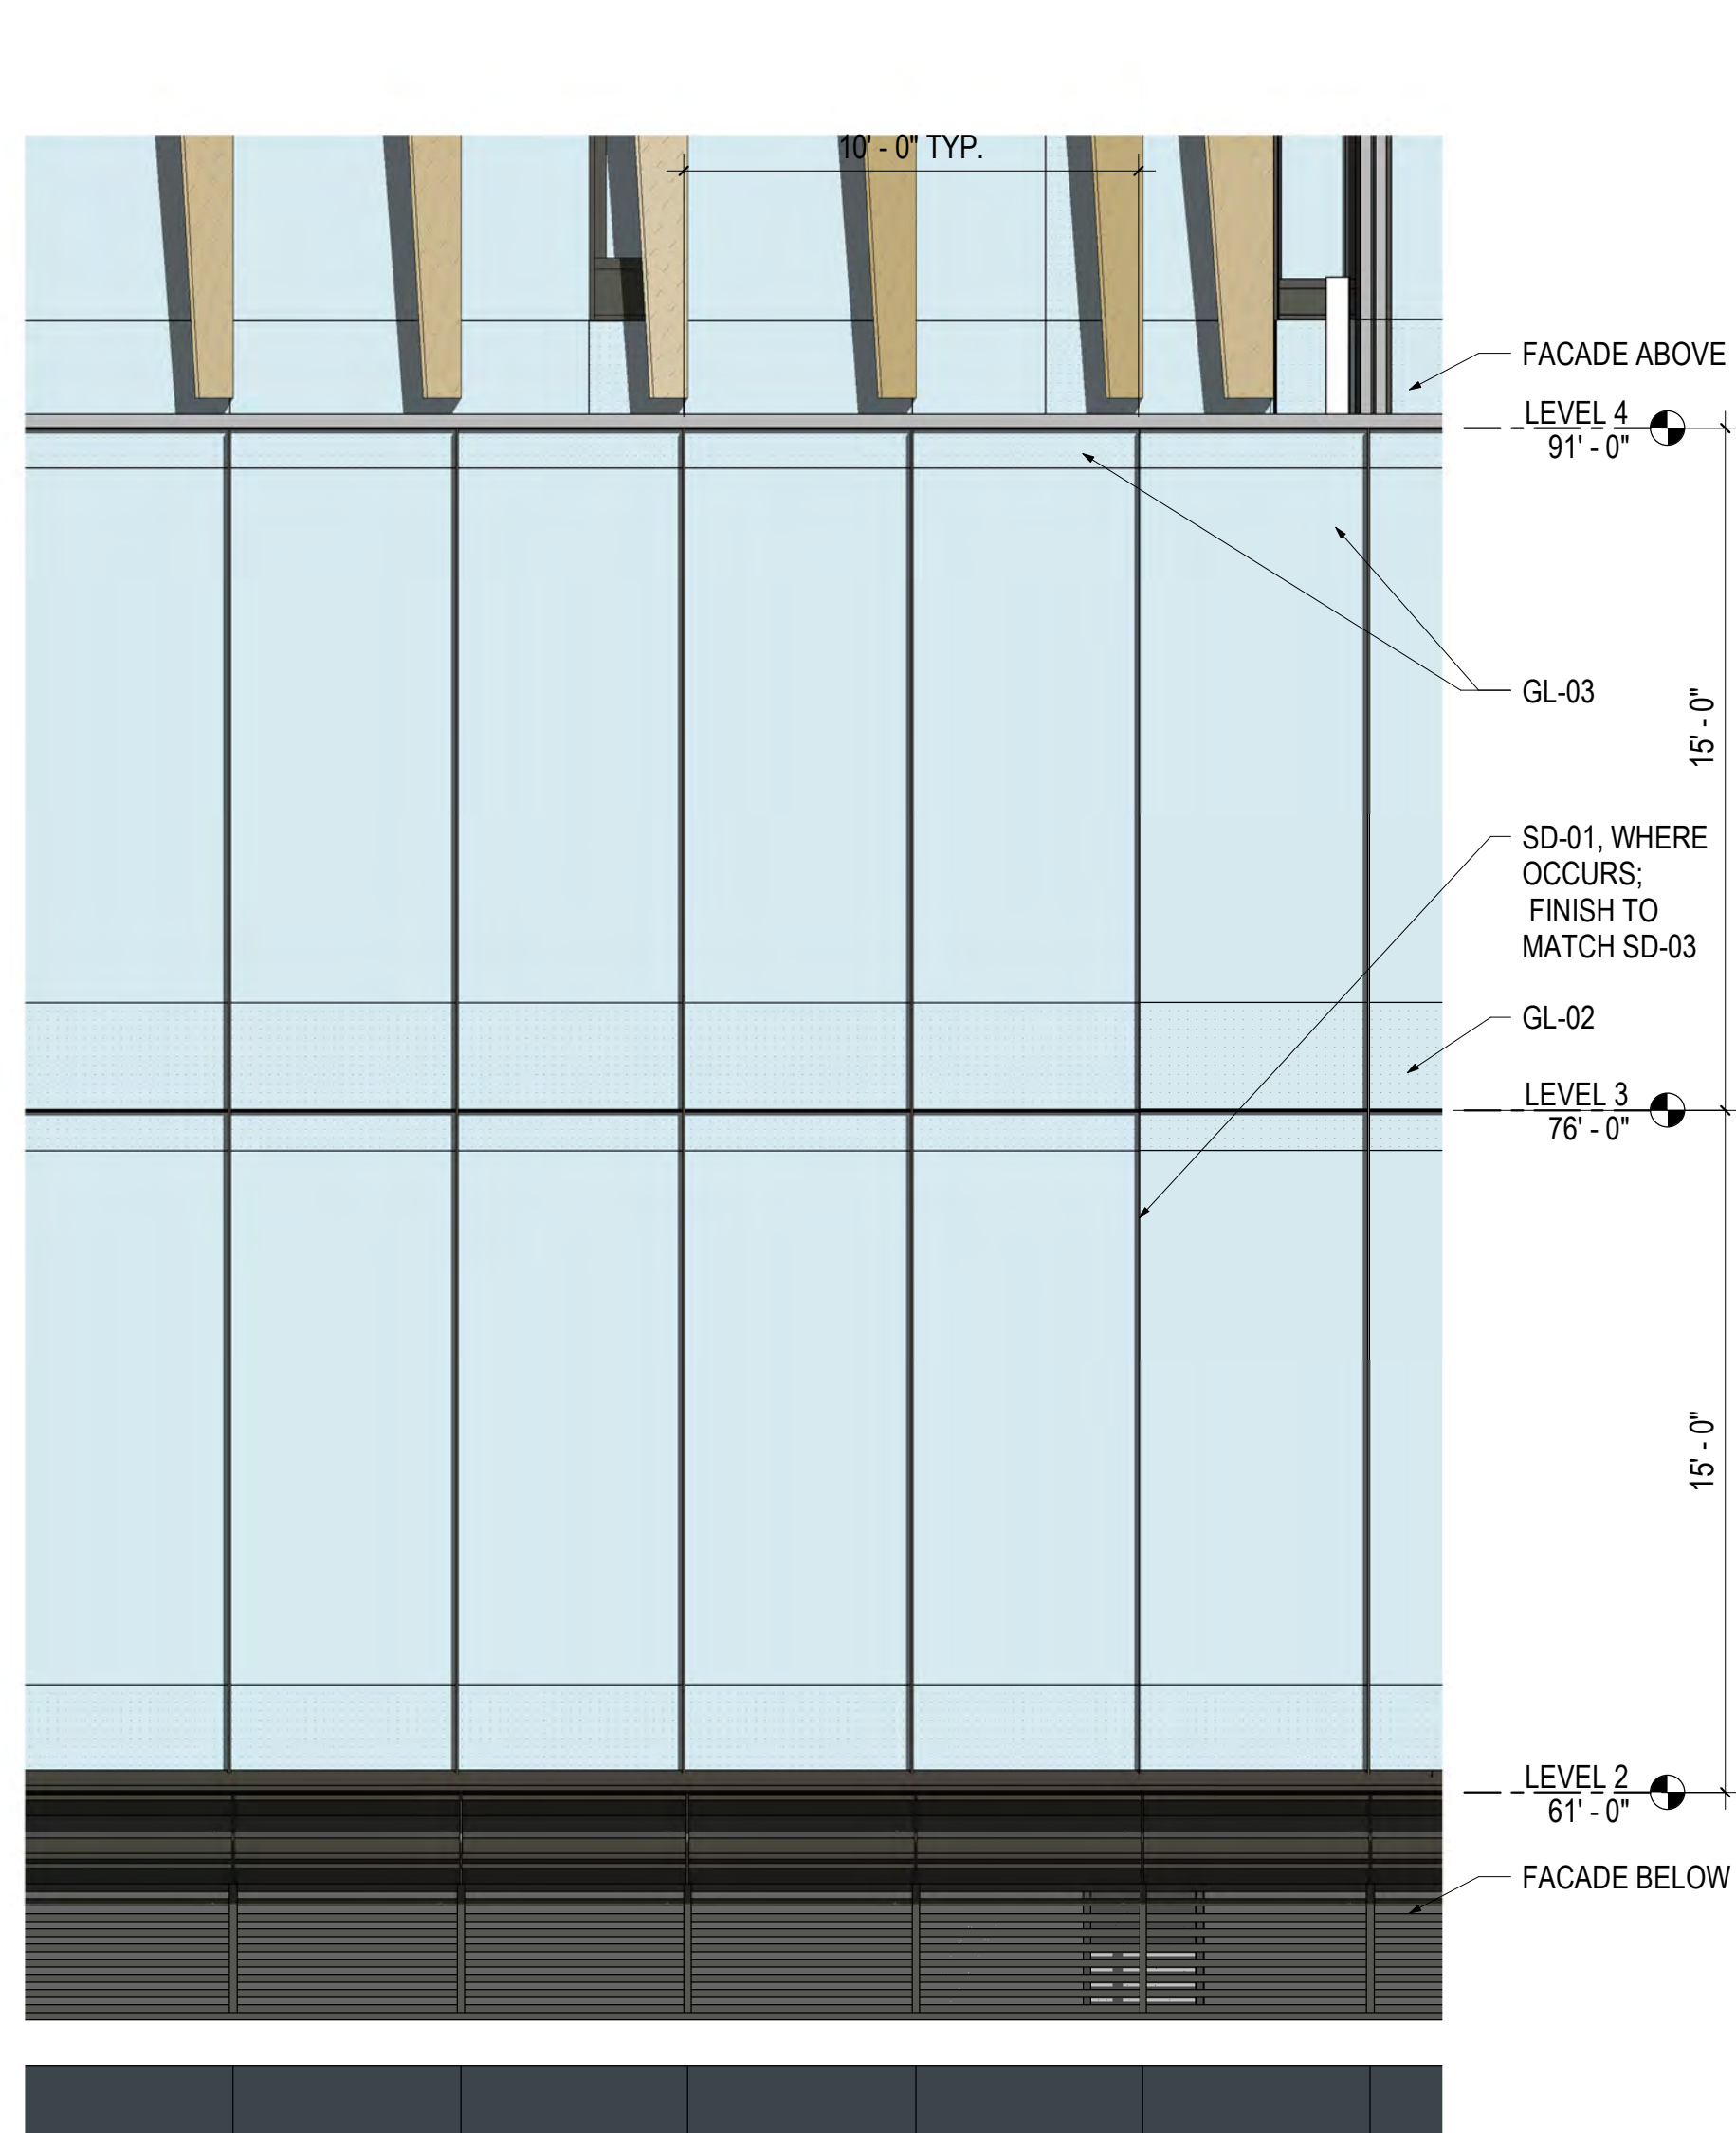 10' - 0" TYP.
FACADE ABOVE
LEVEL 4
91' - 0"
GL-03
15' - 0"
SD-01, WHERE
OCCURS;
FINISH TO
MATCH SD-03
GL-02
LEVEL 3
76' - 0"
15' - 0"
LEVEL 2
61' - 0"
FACADE BELOW